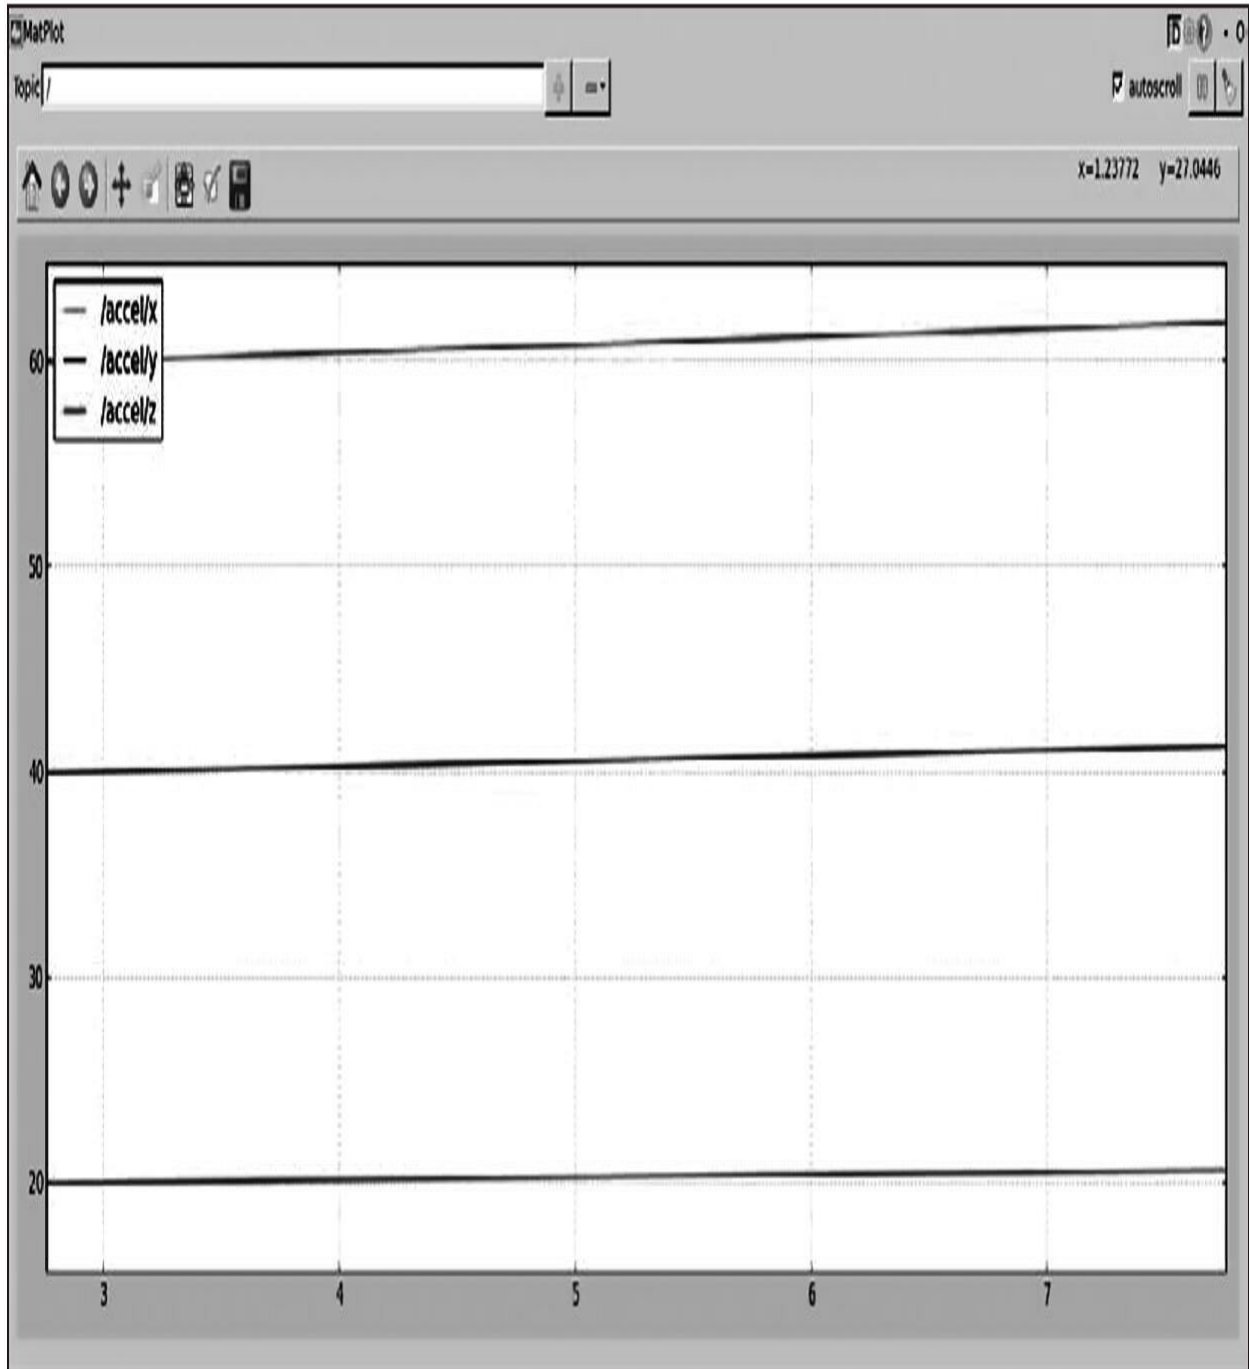 MatPlot
Topic /
autoscroll
x=1.23772 y=27.0446
/accel/x
/accel/y
/accel/z
60
50
40
30
20
3 4 5 6 7